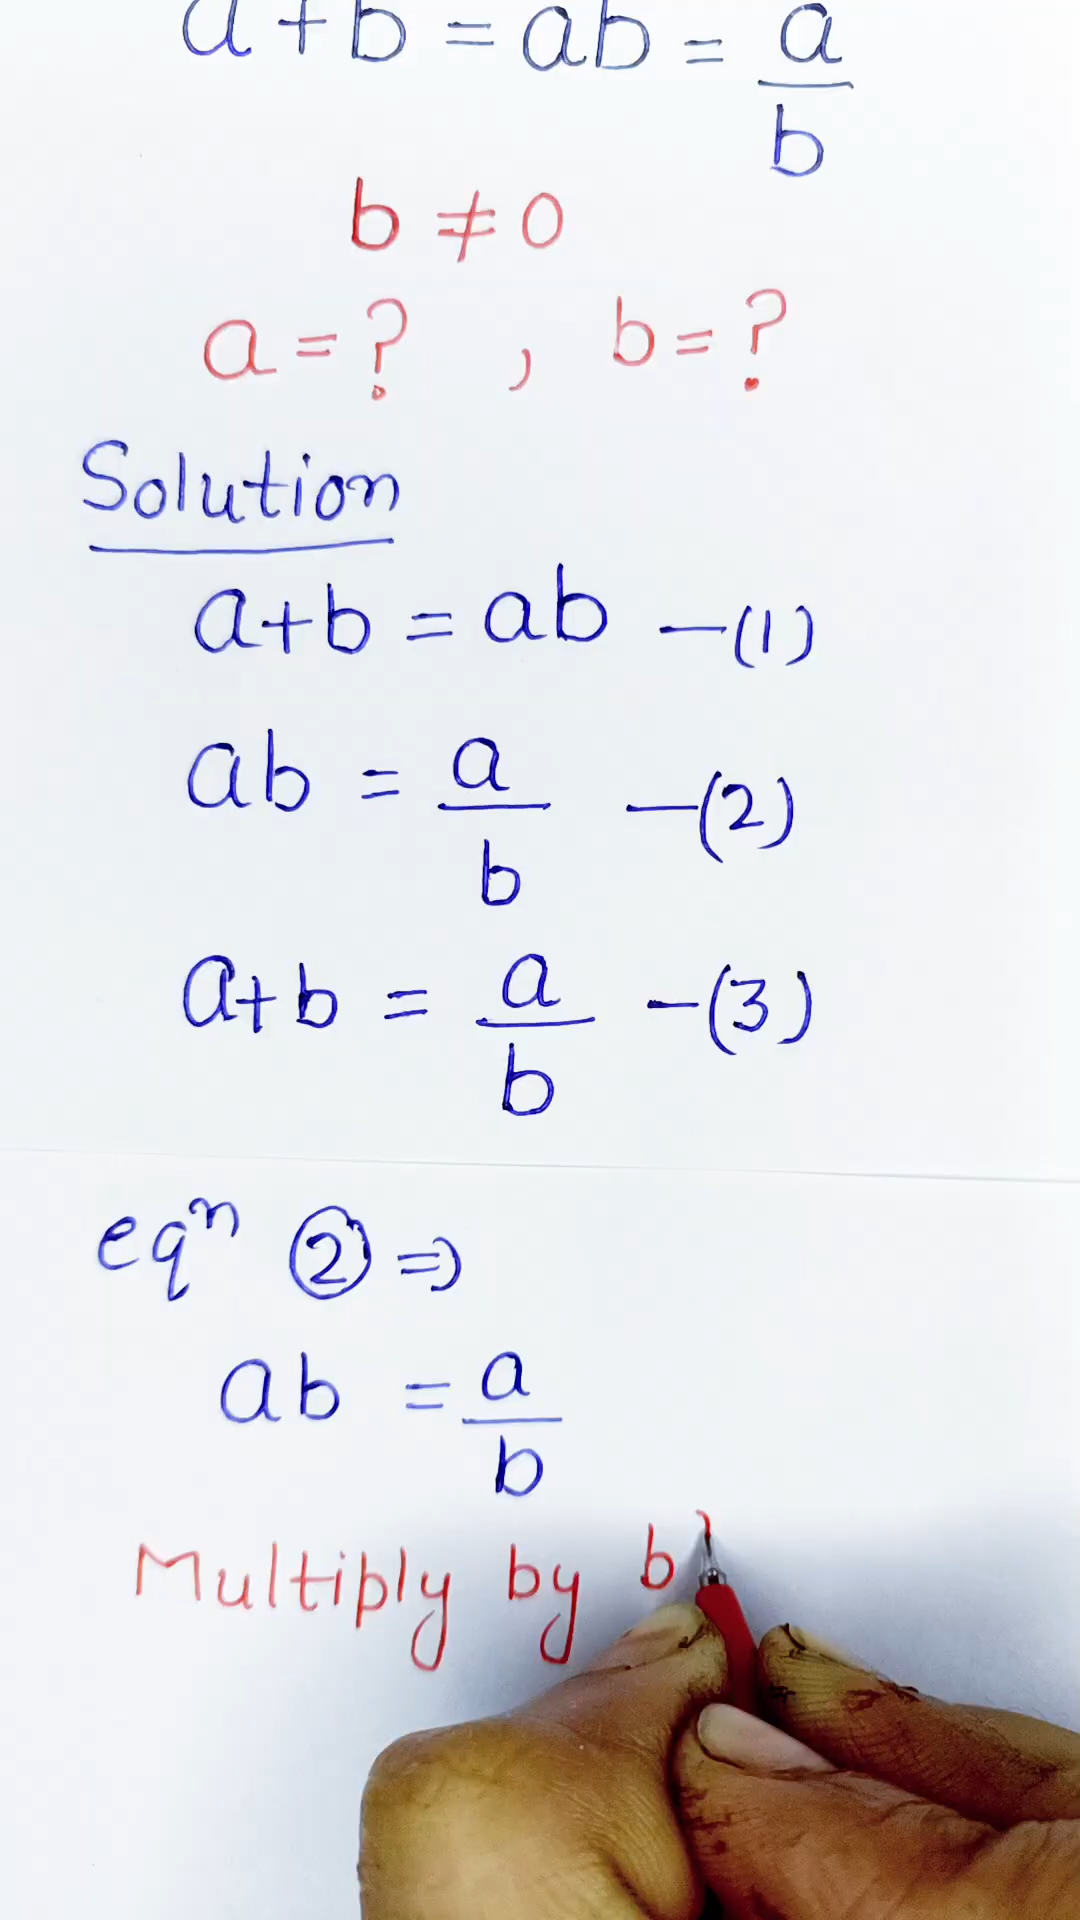 a+b = ab = a/b
b ≠ 0
a = ? , b = ?
Solution
a+b = ab —(1)
ab = a/b —(2)
a+b = a/b —(3)
eqⁿ ② ⇒
ab = a/b
Multiply by b